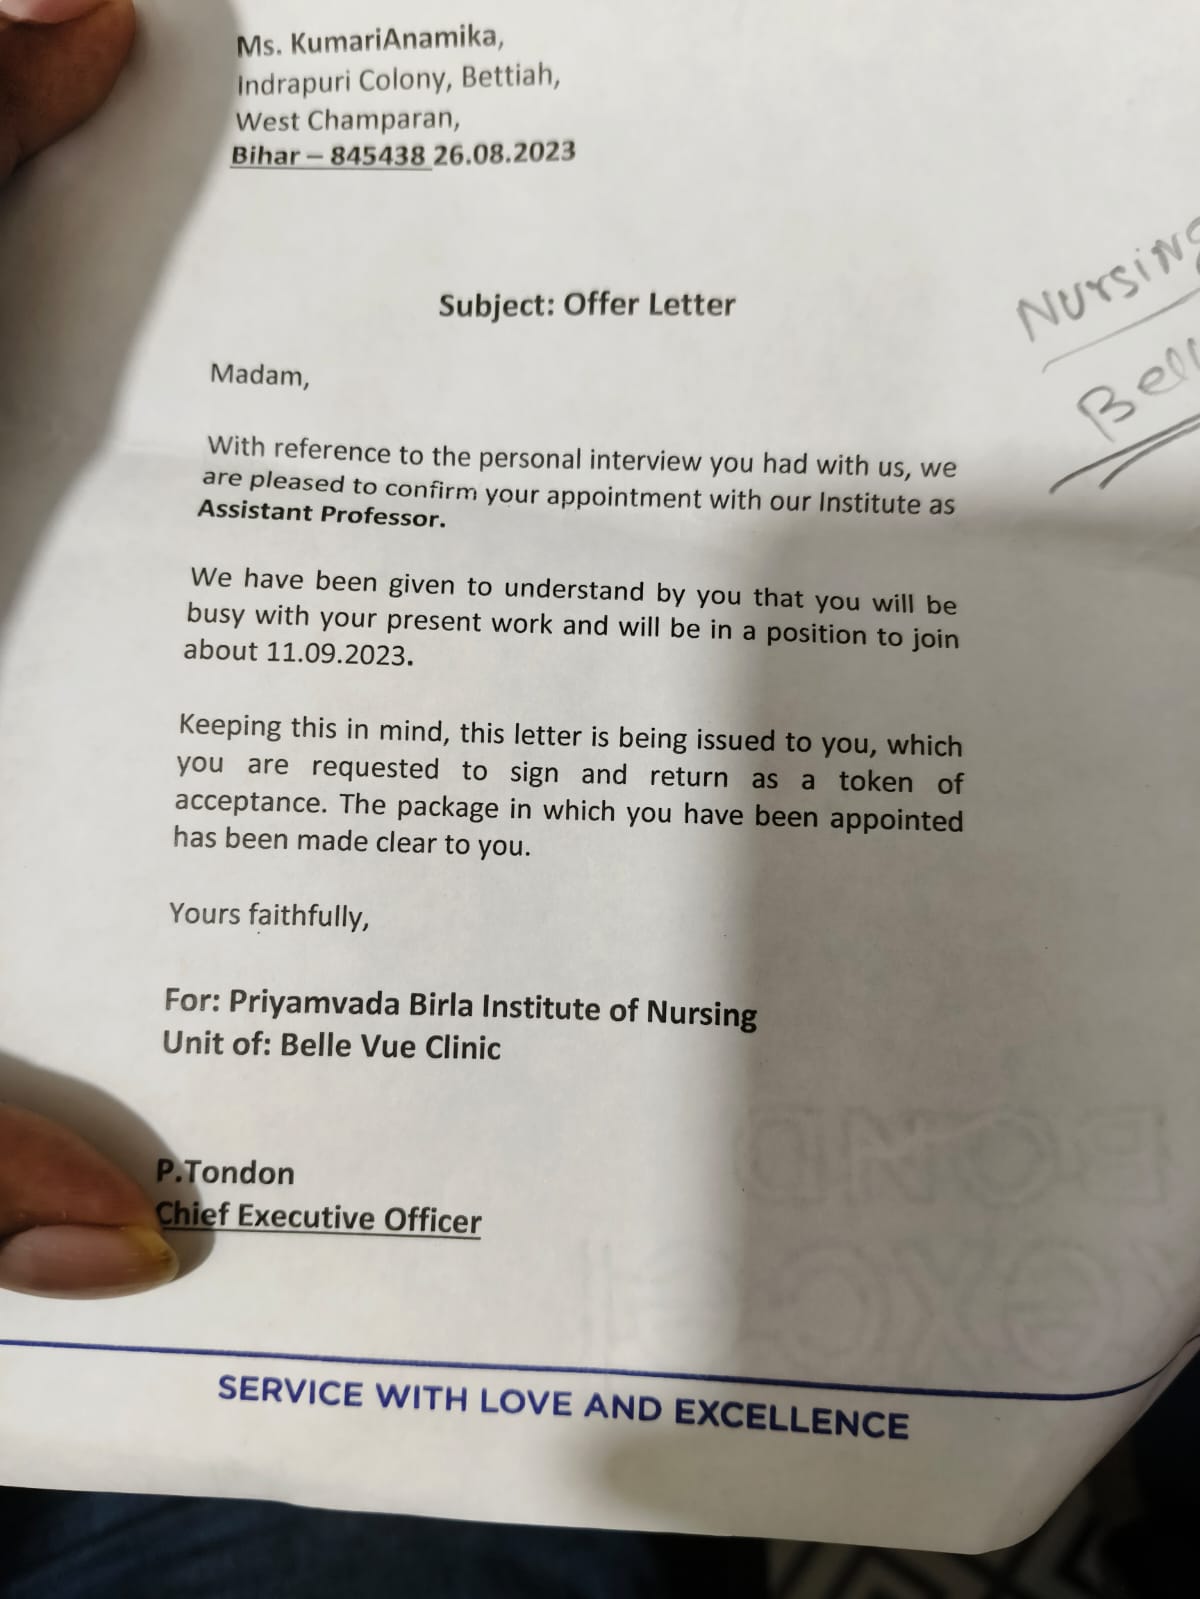 Ms. KumariAnamika,
Indrapuri Colony, Bettiah,
West Champaran,
Bihar – 845438 26.08.2023
Subject: Offer Letter
Nursing
Bell
Madam,
With reference to the personal interview you had with us, we
are pleased to confirm your appointment with our Institute as
Assistant Professor.
We have been given to understand by you that you will be
busy with your present work and will be in a position to join
about 11.09.2023.
Keeping this in mind, this letter is being issued to you, which
you are requested to sign and return as a token of
acceptance. The package in which you have been appointed
has been made clear to you.
Yours faithfully,
For: Priyamvada Birla Institute of Nursing
Unit of: Belle Vue Clinic
P.Tondon
Chief Executive Officer
BOND
excel
SERVICE WITH LOVE AND EXCELLENCE